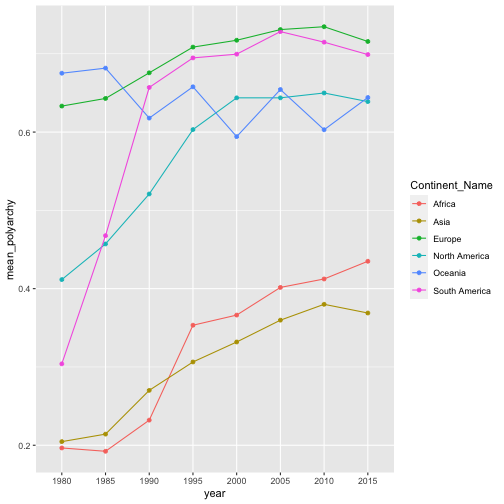 mean_polyarchy
0.6
0.4
0.2
1980 1985 1990 1995 2000 2005 2010 2015
year
Continent_Name
Africa
Asia
Europe
North America
Oceania
South America